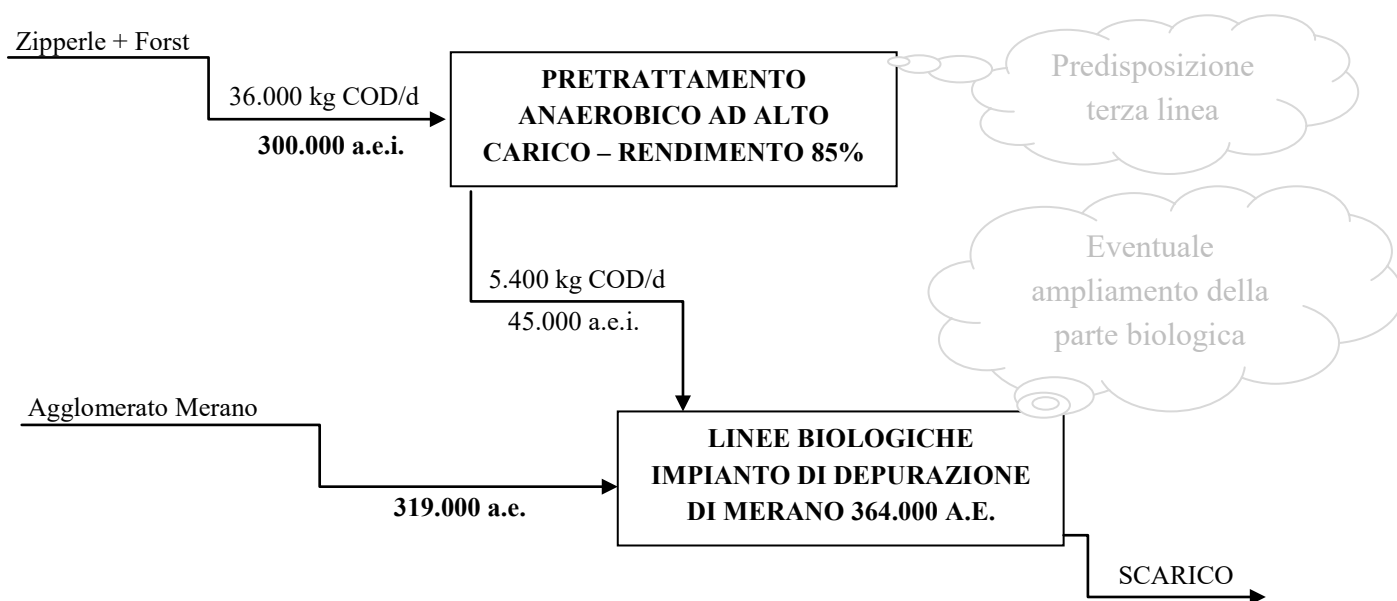 Zipperle + Forst
36.000 kg COD/d
300.000 a.e.i.
PRETRATTAMENTO
ANAEROBICO AD ALTO
CARICO – RENDIMENTO 85%
Predisposizione
terza linea
5.400 kg COD/d
45.000 a.e.i.
Eventuale
ampliamento della
parte biologica
Agglomerato Merano
319.000 a.e.
LINEE BIOLOGICHE
IMPIANTO DI DEPURAZIONE
DI MERANO 364.000 A.E.
SCARICO